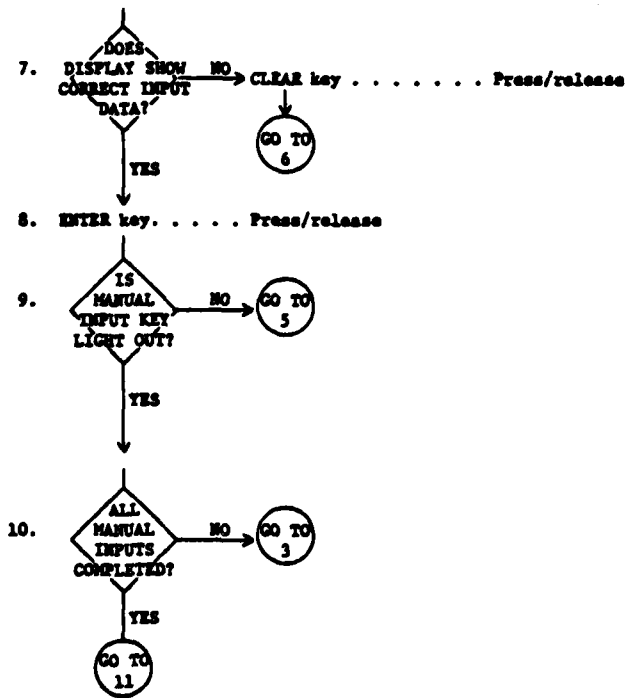 DOES
7. DISPLAY SHOW NO CLEAR key . . . . . . . Press/release
CORRECT INPUT
DATA?
GO TO
6
YES
8. ENTER key. . . . . Press/release
IS
9. MANUAL NO GO TO
INPUT KEY 5
LIGHT OUT?
YES
ALL
10. MANUAL NO GO TO
INPUTS 3
COMPLETED?
YES
GO TO
11